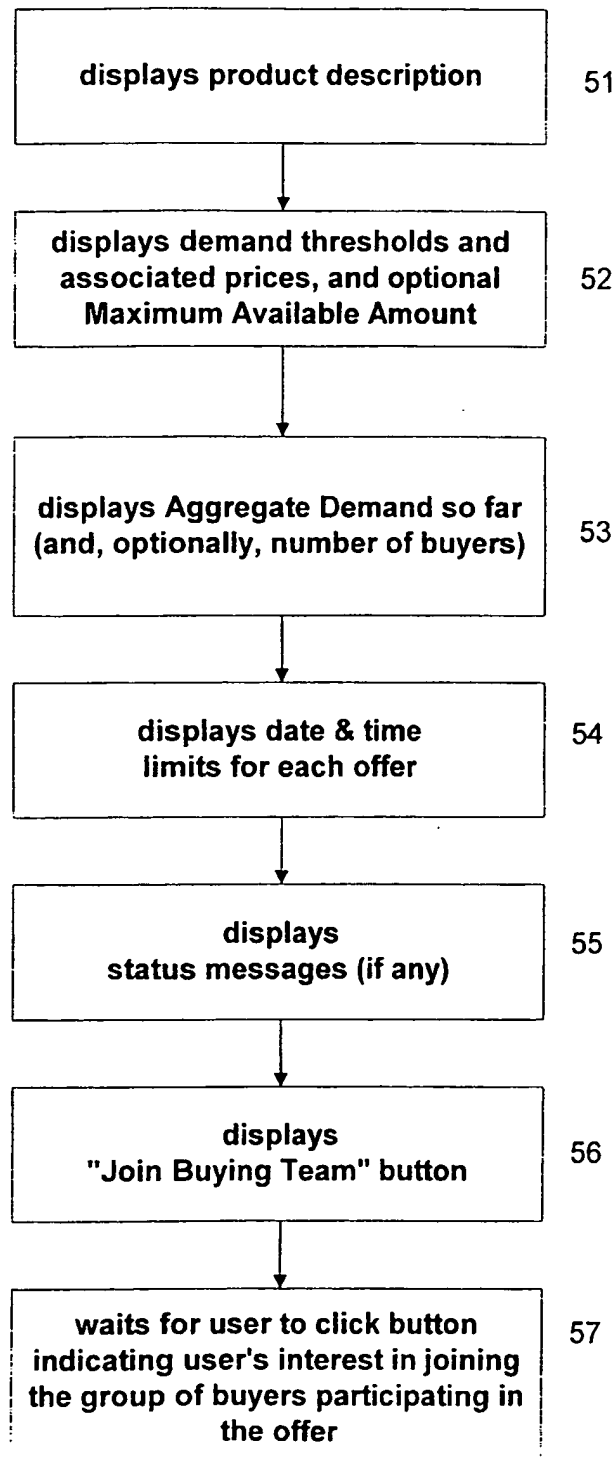 displays product description
51
displays demand thresholds and
associated prices, and optional
Maximum Available Amount
52
displays Aggregate Demand so far
(and, optionally, number of buyers)
53
displays date & time
limits for each offer
54
displays
status messages (if any)
55
displays
"Join Buying Team" button
56
waits for user to click button
indicating user's interest in joining
the group of buyers participating in
the offer
57